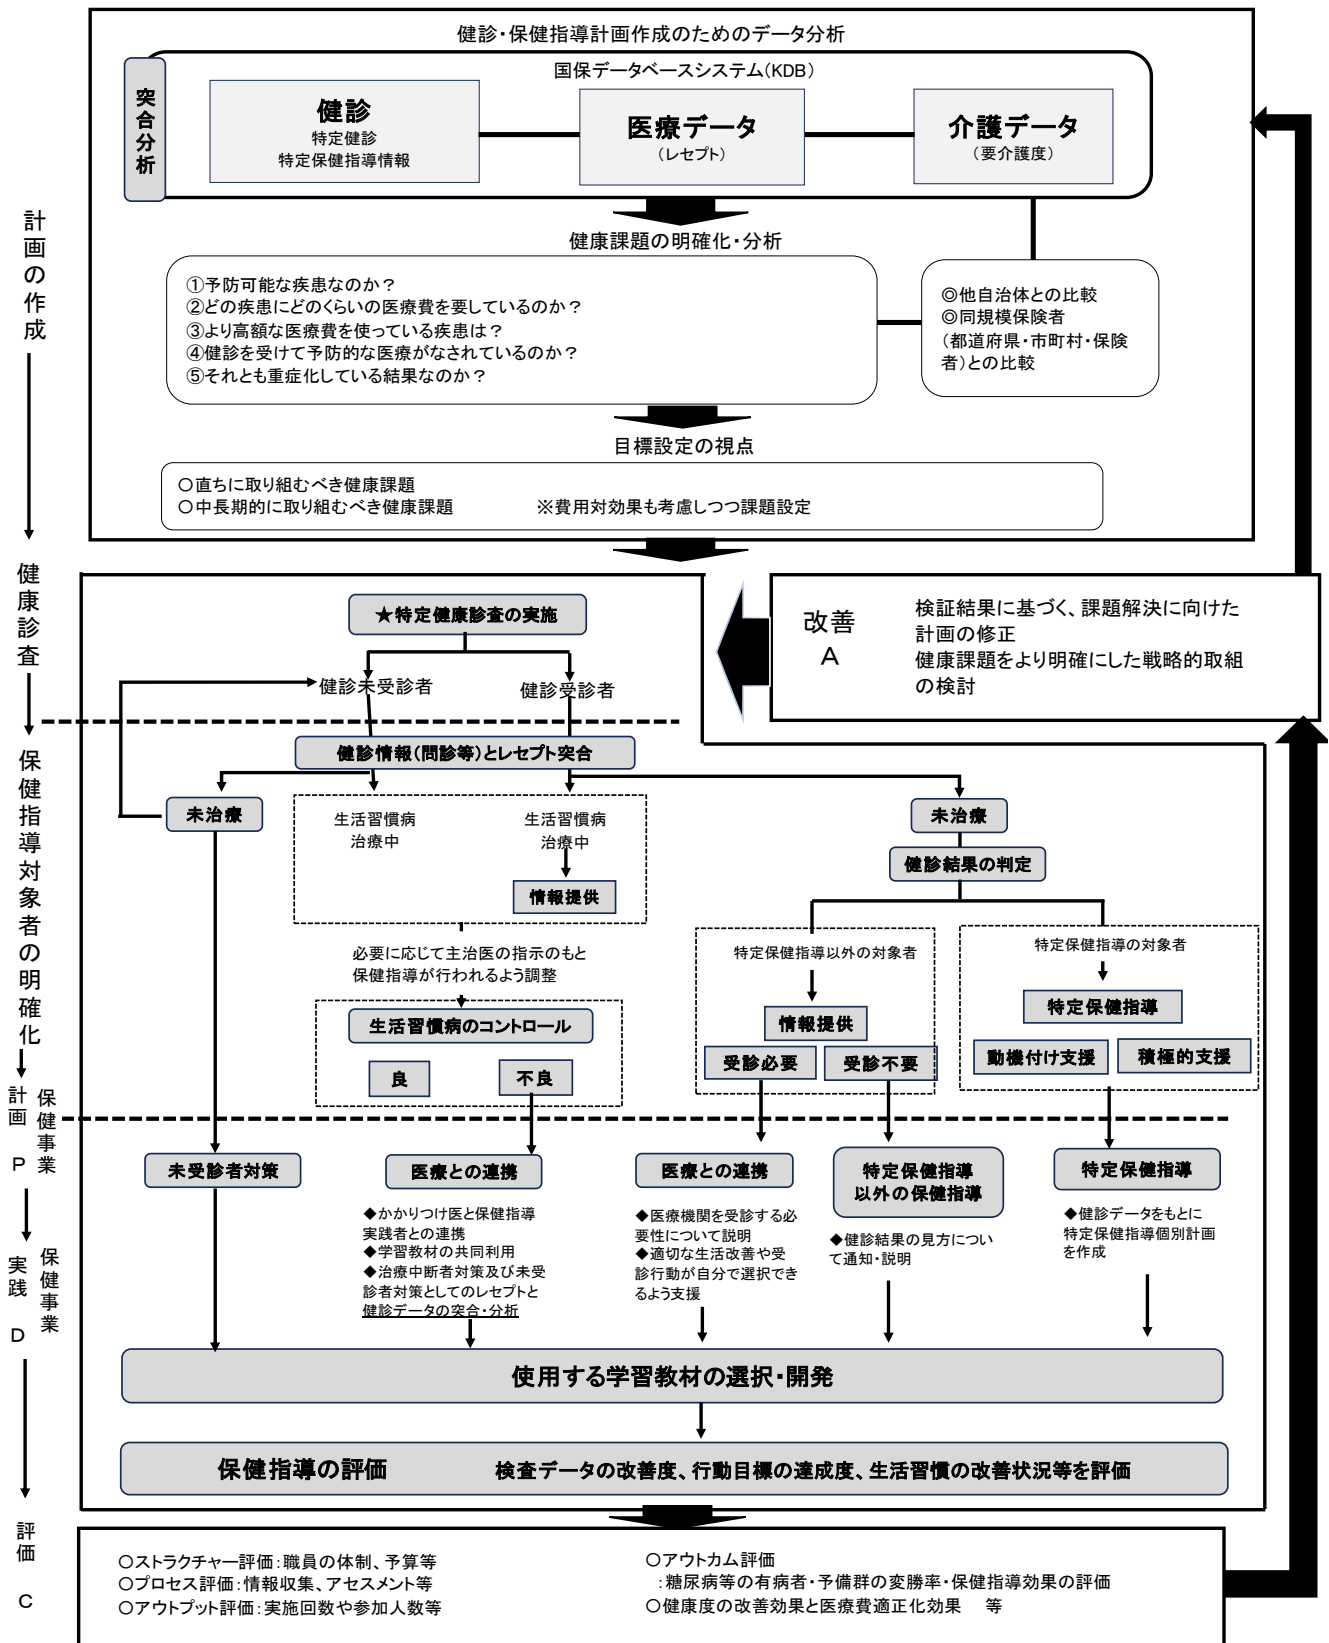 健診・保健指導計画作成のためのデータ分析
国保データベースシステム(KDB)
突合分析
健診
特定健診
特定保健指導情報
医療データ
（レセプト）
介護データ
（要介護度）
計画の作成
健康課題の明確化・分析
①予防可能な疾患なのか？
②どの疾患にどのくらいの医療費を要しているのか？
③より高額な医療費を使っている疾患は？
④健診を受けて予防的な医療がなされているのか？
⑤それとも重症化している結果なのか？
◎他自治体との比較
◎同規模保険者
（都道府県・市町村・保険
者）との比較
目標設定の視点
○直ちに取り組むべき健康課題
○中長期的に取り組むべき健康課題　　　※費用対効果も考慮しつつ課題設定
健康診査
★特定健康診査の実施
健診未受診者
健診受診者
改善
A
検証結果に基づく、課題解決に向けた
計画の修正
健康課題をより明確にした戦略的取組
の検討
保健指導対象者の明確化
健診情報（問診等）とレセプト突合
未治療
生活習慣病
治療中
生活習慣病
治療中
情報提供
未治療
健診結果の判定
必要に応じて主治医の指示のもと
保健指導が行われるよう調整
特定保健指導以外の対象者
特定保健指導の対象者
生活習慣病のコントロール
良
不良
情報提供
受診必要
受診不要
特定保健指導
動機付け支援
積極的支援
保健事業
計画　P
未受診者対策
医療との連携
医療との連携
特定保健指導
以外の保健指導
特定保健指導
◆かかりつけ医と保健指導
実践者との連携
◆学習教材の共同利用
◆治療中断者対策及び未受
診者対策としてのレセプトと
健診データの突合・分析
◆医療機関を受診する必
要性について説明
◆適切な生活改善や受
診行動が自分で選択でき
るよう支援
◆健診結果の見方につい
て通知・説明
◆健診データをもとに
特定保健指導個別計画
を作成
保健事業
実践　D
使用する学習教材の選択・開発
保健指導の評価　　　検査データの改善度、行動目標の達成度、生活習慣の改善状況等を評価
評価　C
○ストラクチャー評価：職員の体制、予算等
○プロセス評価：情報収集、アセスメント等
○アウトプット評価：実施回数や参加人数等
○アウトカム評価
：糖尿病等の有病者・予備群の変勝率・保健指導効果の評価
○健康度の改善効果と医療費適正化効果　等